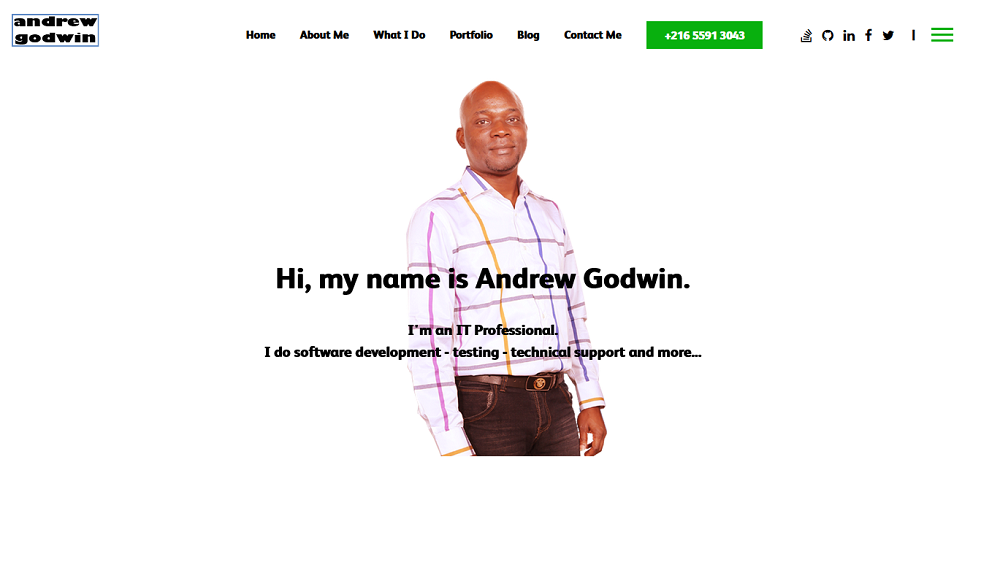 andrew
godwin
Home About Me What I Do Portfolio Blog Contact Me +216 5591 3043
Hi, my name is Andrew Godwin.
I'm an IT Professional.
I do software development - testing - technical support and more...